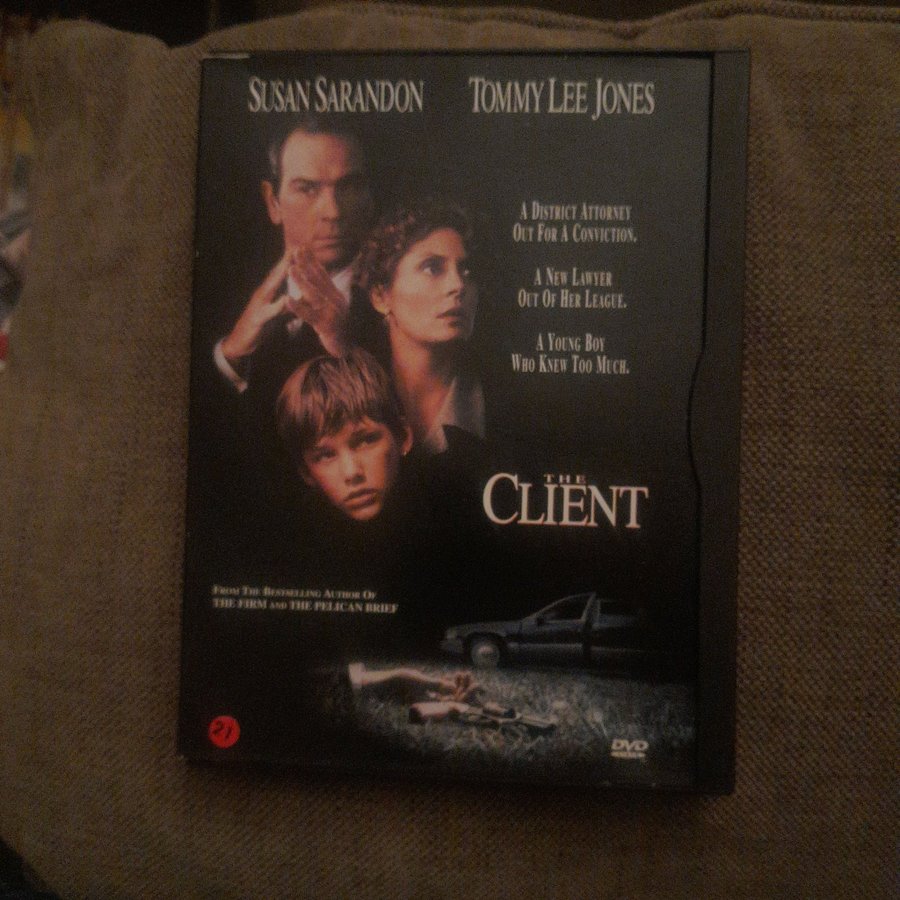 SUSAN SARANDON TOMMY LEE JONES
A DISTRICT ATTORNEY
OUT FOR A CONVICTION.
A NEW LAWYER
OUT OF HER LEAGUE.
A YOUNG BOY
WHO KNEW TOO MUCH.
THE
CLIENT
FROM THE BESTSELLING AUTHOR OF
THE FIRM AND THE PELICAN BRIEF
21
DVD